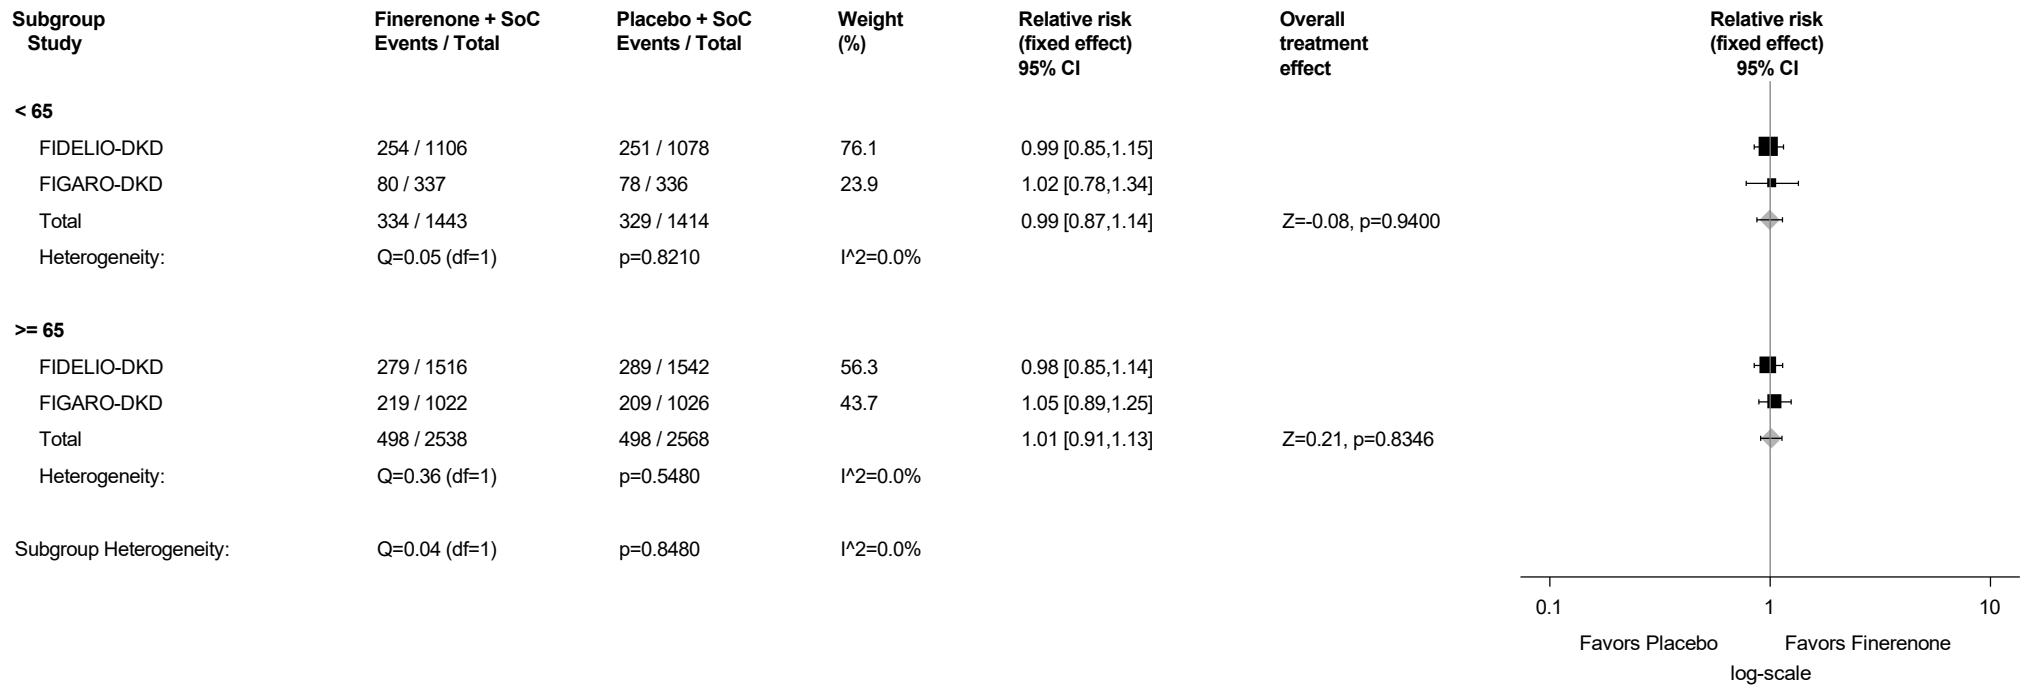 Subgroup Finerenone + SoC Placebo + SoC Weight Relative risk Overall Relative risk
Study Events / Total Events / Total (%) (fixed effect) treatment (fixed effect)
95% CI effect 95% CI
< 65
FIDELIO-DKD 254 / 1106 251 / 1078 76.1 0.99 [0.85,1.15]
FIGARO-DKD 80 / 337 78 / 336 23.9 1.02 [0.78,1.34]
Total 334 / 1443 329 / 1414 0.99 [0.87,1.14] Z=-0.08, p=0.9400
Heterogeneity: Q=0.05 (df=1) p=0.8210 I^2=0.0%
>= 65
FIDELIO-DKD 279 / 1516 289 / 1542 56.3 0.98 [0.85,1.14]
FIGARO-DKD 219 / 1022 209 / 1026 43.7 1.05 [0.89,1.25]
Total 498 / 2538 498 / 2568 1.01 [0.91,1.13] Z=0.21, p=0.8346
Heterogeneity: Q=0.36 (df=1) p=0.5480 I^2=0.0%
Subgroup Heterogeneity: Q=0.04 (df=1) p=0.8480 I^2=0.0%
0.1 1 10
Favors Placebo Favors Finerenone
log-scale